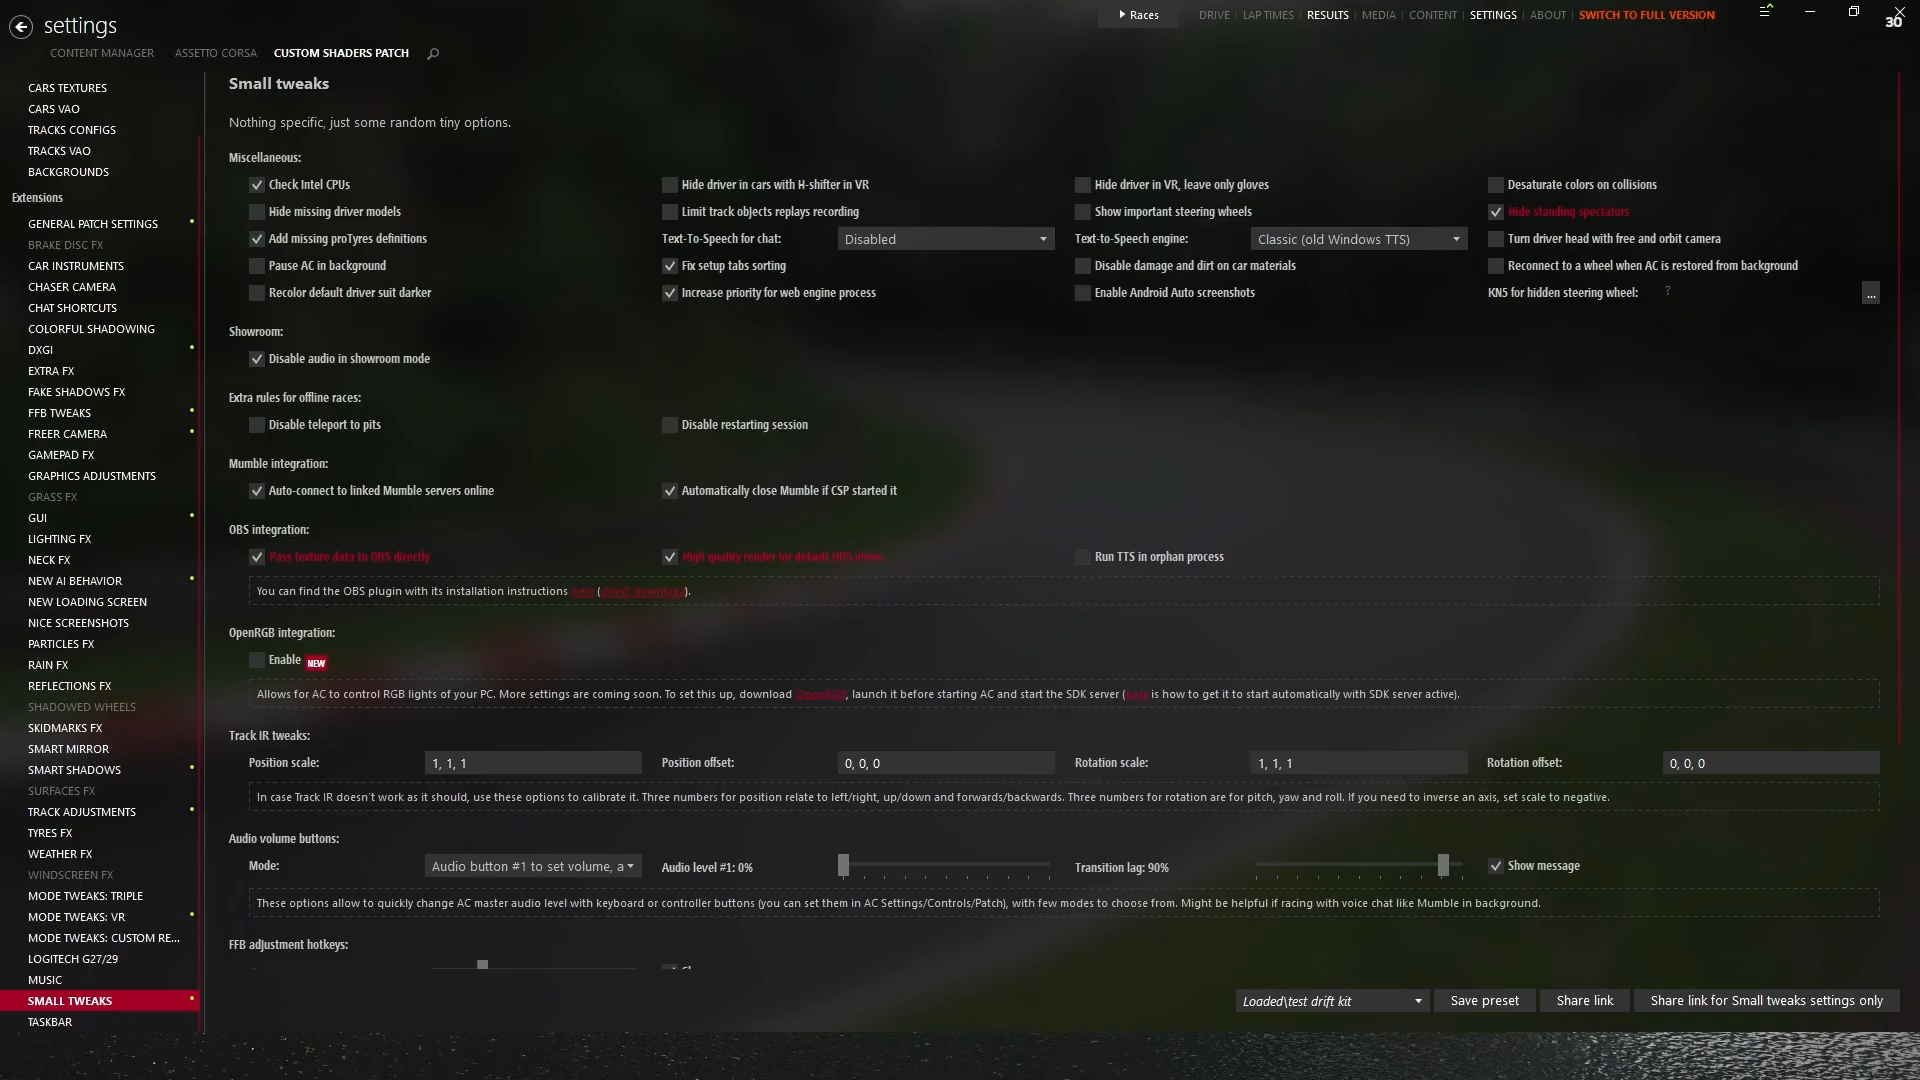 settings
Races
DRIVE | LAP TIMES | RESULTS | MEDIA | CONTENT | SETTINGS | ABOUT | SWITCH TO FULL VERSION
30
CONTENT MANAGER
ASSETTO CORSA
CUSTOM SHADERS PATCH
CARS TEXTURES
CARS VAO
TRACKS CONFIGS
TRACKS VAO
BACKGROUNDS
Extensions
GENERAL PATCH SETTINGS
BRAKE DISC FX
CAR INSTRUMENTS
CHASER CAMERA
CHAT SHORTCUTS
COLORFUL SHADOWING
DXGI
EXTRA FX
FAKE SHADOWS FX
FFB TWEAKS
FREER CAMERA
GAMEPAD FX
GRAPHICS ADJUSTMENTS
GRASS FX
GUI
LIGHTING FX
NECK FX
NEW AI BEHAVIOR
NEW LOADING SCREEN
NICE SCREENSHOTS
PARTICLES FX
RAIN FX
REFLECTIONS FX
SHADOWED WHEELS
SKIDMARKS FX
SMART MIRROR
SMART SHADOWS
SURFACES FX
TRACK ADJUSTMENTS
TYRES FX
WEATHER FX
WINDSCREEN FX
MODE TWEAKS: TRIPLE
MODE TWEAKS: VR
MODE TWEAKS: CUSTOM RE...
LOGITECH G27/29
MUSIC
SMALL TWEAKS
TASKBAR
Small tweaks
Nothing specific, just some random tiny options.
Miscellaneous:
Check Intel CPUs
Hide driver in cars with H-shifter in VR
Hide driver in VR, leave only gloves
Desaturate colors on collisions
Hide missing driver models
Limit track objects replays recording
Show important steering wheels
Hide standing spectators
Add missing proTyres definitions
Text-To-Speech for chat: Disabled
Text-to-Speech engine: Classic (old Windows TTS)
Turn driver head with free and orbit camera
Pause AC in background
Fix setup tabs sorting
Disable damage and dirt on car materials
Reconnect to a wheel when AC is restored from background
Recolor default driver suit darker
Increase priority for web engine process
Enable Android Auto screenshots
KN5 for hidden steering wheel: ? ...
Showroom:
Disable audio in showroom mode
Extra rules for offline races:
Disable teleport to pits
Disable restarting session
Mumble integration:
Auto-connect to linked Mumble servers online
Automatically close Mumble if CSP started it
OBS integration:
Pass texture data to OBS directly
High quality render for default OBS views
Run TTS in orphan process
You can find the OBS plugin with its installation instructions here (direct download).
OpenRGB integration:
Enable NEW
Allows for AC to control RGB lights of your PC. More settings are coming soon. To set this up, download OpenRGB, launch it before starting AC and start the SDK server (here is how to get it to start automatically with SDK server active).
Track IR tweaks:
Position scale: 1, 1, 1
Position offset: 0, 0, 0
Rotation scale: 1, 1, 1
Rotation offset: 0, 0, 0
In case Track IR doesn't work as it should, use these options to calibrate it. Three numbers for position relate to left/right, up/down and forwards/backwards. Three numbers for rotation are for pitch, yaw and roll. If you need to inverse an axis, set scale to negative.
Audio volume buttons:
Mode: Audio button #1 to set volume, a
Audio level #1: 0%
Transition lag: 90%
Show message
These options allow to quickly change AC master audio level with keyboard or controller buttons (you can set them in AC Settings/Controls/Patch), with few modes to choose from. Might be helpful if racing with voice chat like Mumble in background.
FFB adjustment hotkeys:
Loaded\test drift kit
Save preset
Share link
Share link for Small tweaks settings only